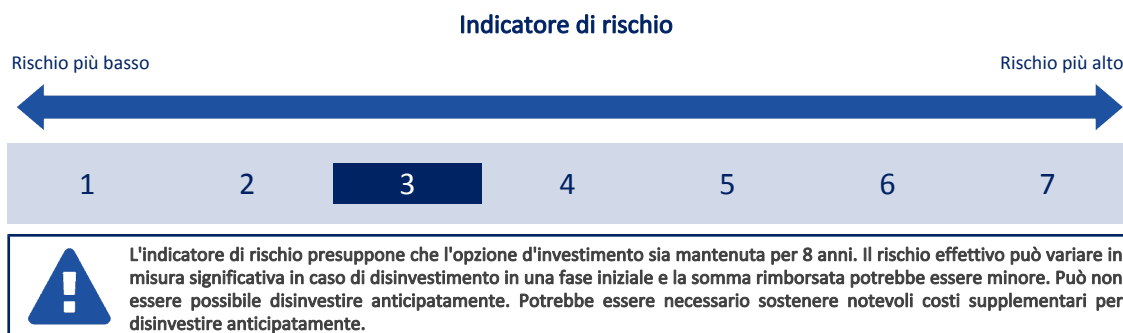 Indicatore di rischio
Rischio più basso
Rischio più alto
1 2 3 4 5 6 7
L'indicatore di rischio presuppone che l'opzione d'investimento sia mantenuta per 8 anni. Il rischio effettivo può variare in
misura significativa in caso di disinvestimento in una fase iniziale e la somma rimborsata potrebbe essere minore. Può non
essere possibile disinvestire anticipatamente. Potrebbe essere necessario sostenere notevoli costi supplementari per
disinvestire anticipatamente.